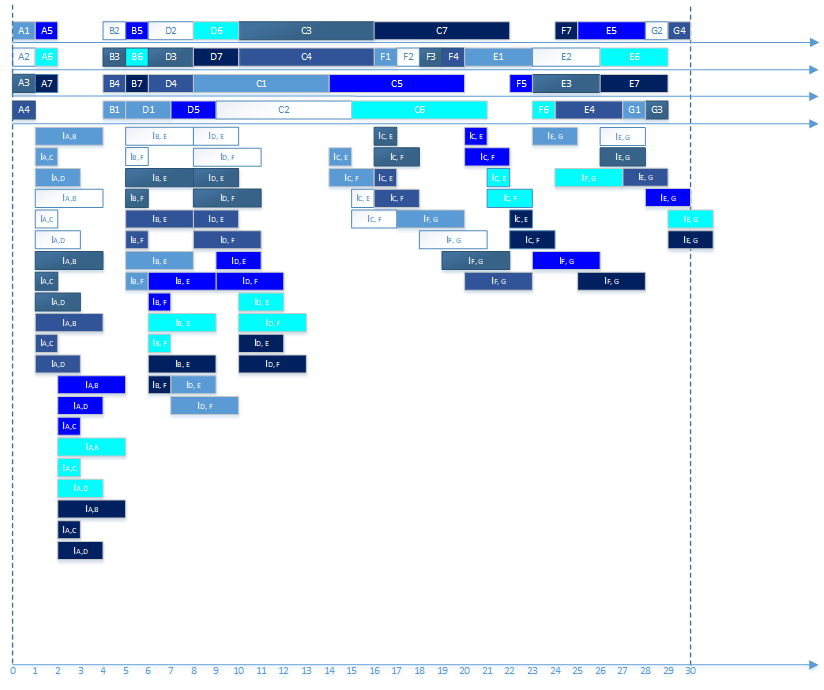 A1 A5 B2 B5 D2 D6 C3 C7 F7 E5 G2 G4
A2 A6 B3 B6 D3 D7 C4 F1 F2 F3 F4 E1 E2 E6
A3 A7 B4 B7 D4 C1 C5 F5 E3 E7
A4 B1 D1 D5 C2 C6 F6 E4 G1 G3
IA,B IB, E ID, E IC, E IC, E IE, G IE, G
IA,C IB, F ID, F IC, E IC, F IC, F IE, G
IA,D IB, E ID, E IC, F IC, E IC, E IF, G IE, G
IA,B IB, F ID, F IC, E IC, F IC, F IE, G
IA,C IB, E ID, E IC, F IF, G IC, E IE, G
IA,D IB, F ID, F IF, G IC, F IE, G
IA,B IB, E ID, E IF, G IF, G
IA,C IB, F IB, E ID, F IF, G IF, G
IA,D IB, F ID, E
IA,B IB, E ID, F
IA,C IB, F ID, E
IA,D IB, E ID, F
IA,B IB, F ID, E
IA,D ID, F
IA,C
IA,B
IA,C
IA,D
IA,B
IA,C
IA,D
0 1 2 3 4 5 6 7 8 9 10 11 12 13 14 15 16 17 18 19 20 21 22 23 24 25 26 27 28 29 30